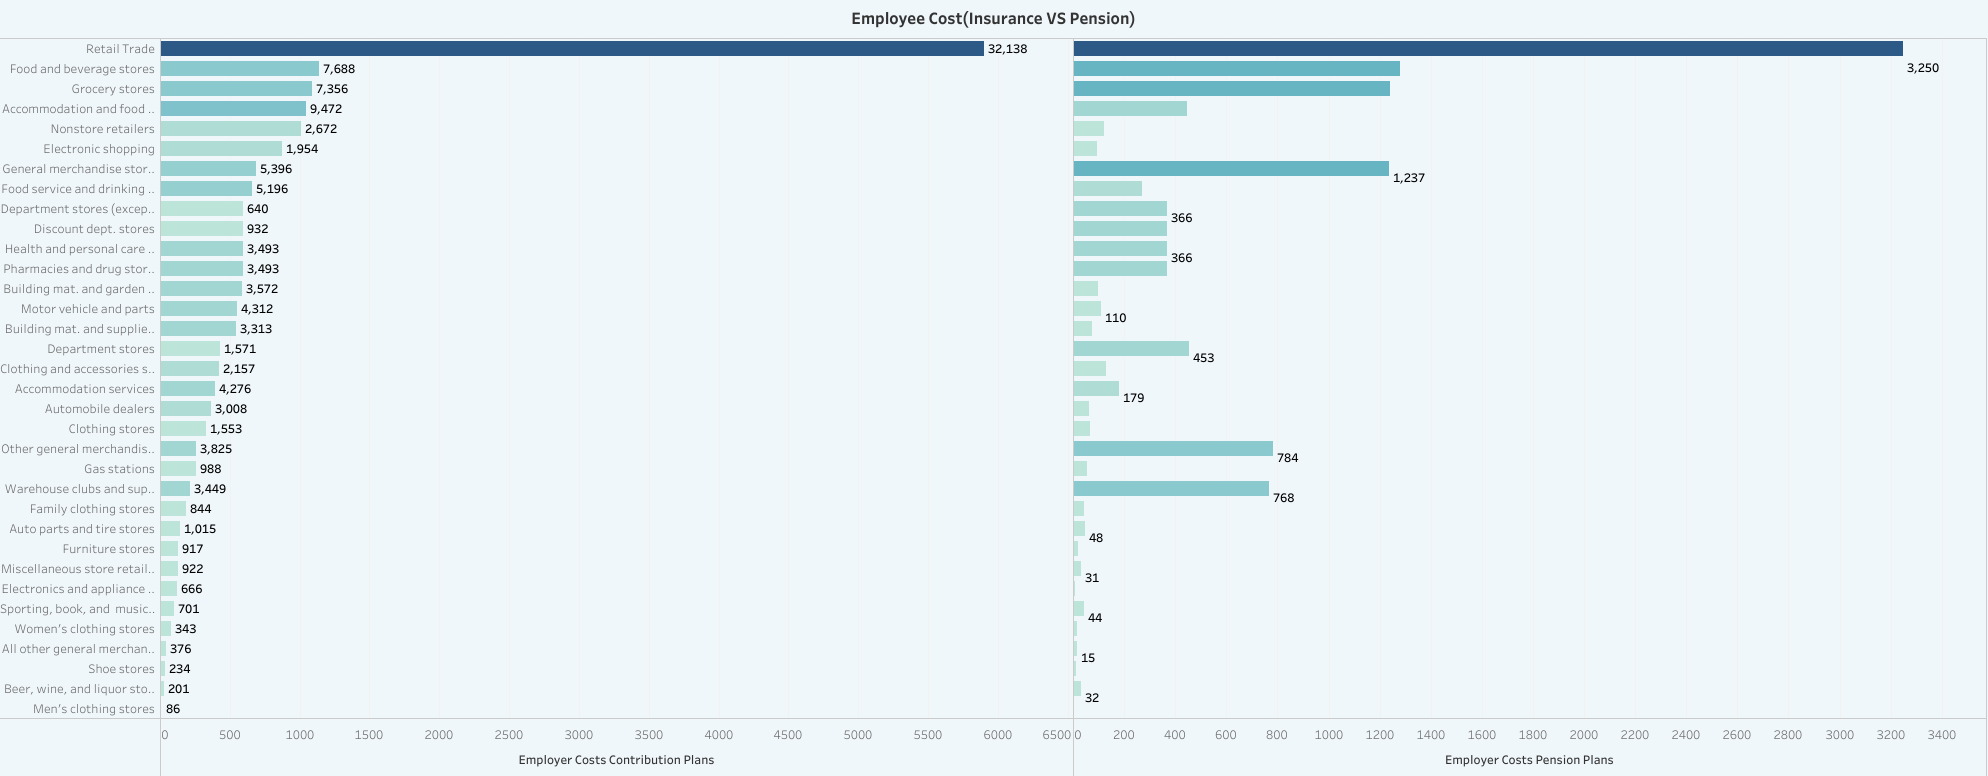 Employee Cost(Insurance VS Pension)
Retail Trade 32,138
3,250
Food and beverage stores 7,688
Grocery stores 7,356
Accommodation and food .. 9,472
Nonstore retailers 2,672
Electronic shopping 1,954
General merchandise stor.. 5,396
1,237
Food service and drinking .. 5,196
Department stores (excep.. 640
366
Discount dept. stores 932
Health and personal care .. 3,493
366
Pharmacies and drug stor.. 3,493
Building mat. and garden .. 3,572
Motor vehicle and parts 4,312
110
Building mat. and supplie.. 3,313
Department stores 1,571
453
Clothing and accessories s.. 2,157
Accommodation services 4,276
179
Automobile dealers 3,008
Clothing stores 1,553
Other general merchandis.. 3,825
784
Gas stations 988
Warehouse clubs and sup.. 3,449
768
Family clothing stores 844
Auto parts and tire stores 1,015
48
Furniture stores 917
Miscellaneous store retail.. 922
31
Electronics and appliance .. 666
Sporting, book, and music.. 701
44
Women's clothing stores 343
All other general merchan.. 376
15
Shoe stores 234
Beer, wine, and liquor sto.. 201
32
Men's clothing stores 86
0 500 1000 1500 2000 2500 3000 3500 4000 4500 5000 5500 6000 6500
0 200 400 600 800 1000 1200 1400 1600 1800 2000 2200 2400 2600 2800 3000 3200 3400
Employer Costs Contribution Plans
Employer Costs Pension Plans